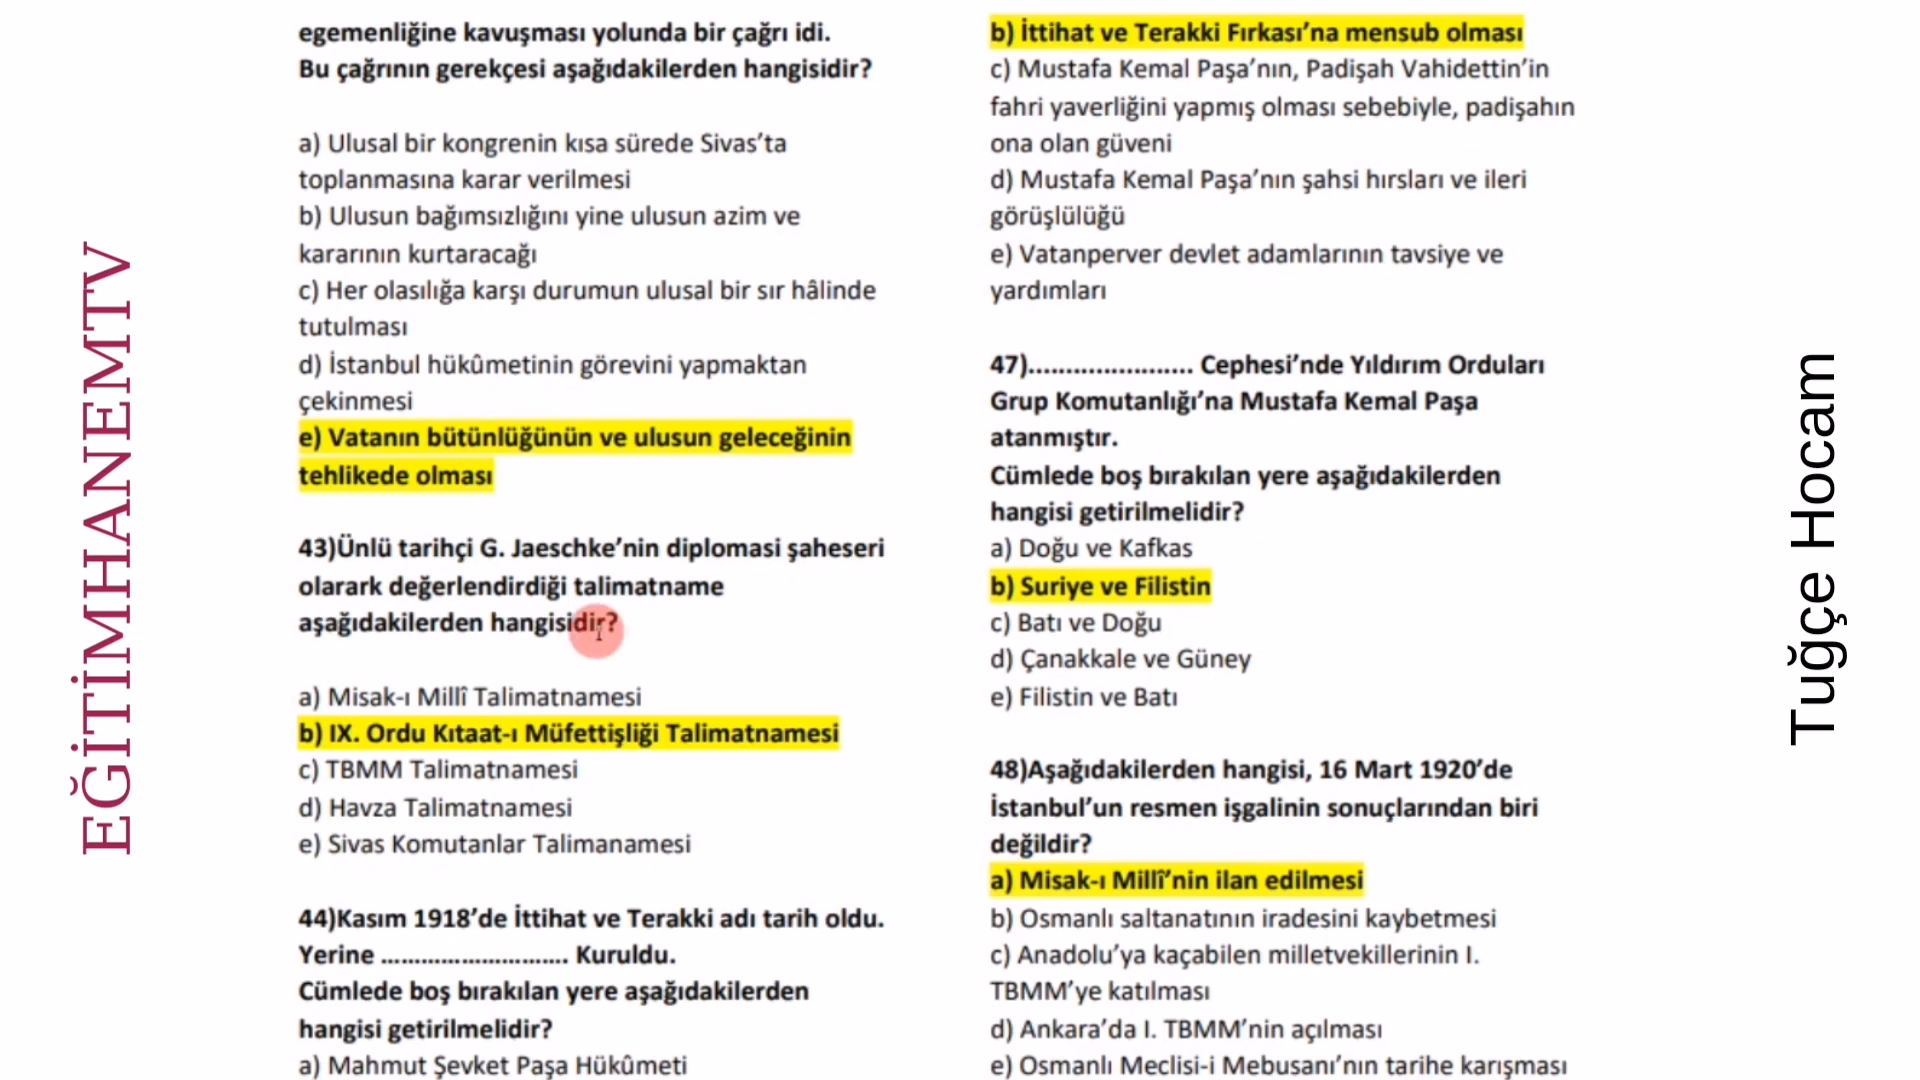 EĞİTİMHANEMTV
egemenliğine kavuşması yolunda bir çağrı idi.
Bu çağrının gerekçesi aşağıdakilerden hangisidir?
a) Ulusal bir kongrenin kısa sürede Sivas’ta
toplanmasına karar verilmesi
b) Ulusun bağımsızlığını yine ulusun azim ve
kararının kurtaracağı
c) Her olasılığa karşı durumun ulusal bir sır hâlinde
tutulması
d) İstanbul hükûmetinin görevini yapmaktan
çekinmesi
e) Vatanın bütünlüğünün ve ulusun geleceğinin
tehlikede olması
43)Ünlü tarihçi G. Jaeschke’nin diplomasi şaheseri
olarark değerlendirdiği talimatname
aşağıdakilerden hangisidir?
a) Misak-ı Millî Talimatnamesi
b) IX. Ordu Kıtaat-ı Müfettişliği Talimatnamesi
c) TBMM Talimatnamesi
d) Havza Talimatnamesi
e) Sivas Komutanlar Talimanamesi
44)Kasım 1918’de İttihat ve Terakki adı tarih oldu.
Yerine ............................ Kuruldu.
Cümlede boş bırakılan yere aşağıdakilerden
hangisi getirilmelidir?
a) Mahmut Şevket Paşa Hükûmeti
b) İttihat ve Terakki Fırkası’na mensub olması
c) Mustafa Kemal Paşa’nın, Padişah Vahidettin’in
fahri yaverliğini yapmış olması sebebiyle, padişahın
ona olan güveni
d) Mustafa Kemal Paşa’nın şahsi hırsları ve ileri
görüşlülüğü
e) Vatanperver devlet adamlarının tavsiye ve
yardımları
47)...................... Cephesi’nde Yıldırım Orduları
Grup Komutanlığı’na Mustafa Kemal Paşa
atanmıştır.
Cümlede boş bırakılan yere aşağıdakilerden
hangisi getirilmelidir?
a) Doğu ve Kafkas
b) Suriye ve Filistin
c) Batı ve Doğu
d) Çanakkale ve Güney
e) Filistin ve Batı
48)Aşağıdakilerden hangisi, 16 Mart 1920’de
İstanbul’un resmen işgalinin sonuçlarından biri
değildir?
a) Misak-ı Millî’nin ilan edilmesi
b) Osmanlı saltanatının iradesini kaybetmesi
c) Anadolu’ya kaçabilen milletvekillerinin I.
TBMM’ye katılması
d) Ankara’da I. TBMM’nin açılması
e) Osmanlı Meclisi-i Mebusanı’nın tarihe karışması
Tuğçe Hocam